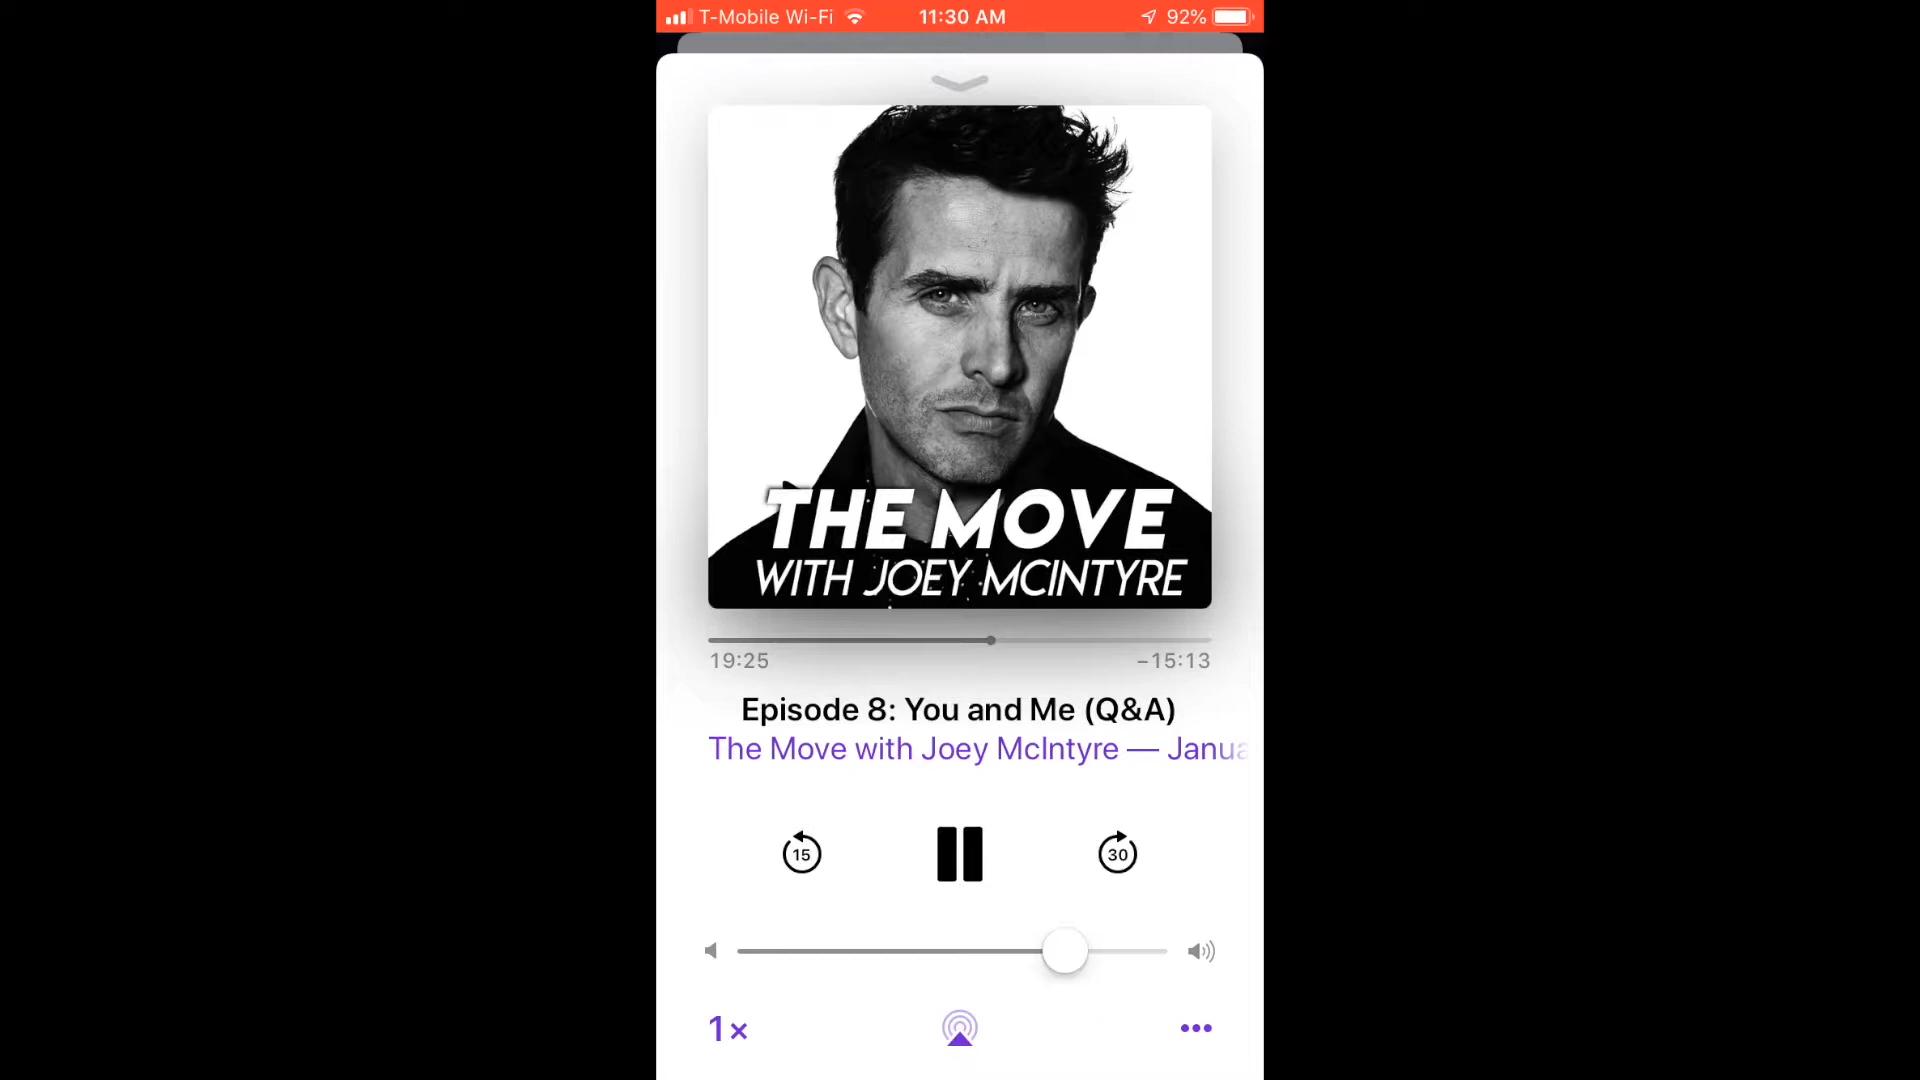 T-Mobile Wi-Fi 11:30 AM 92%
THE MOVE
WITH JOEY MCINTYRE
19:25 −15:13
Episode 8: You and Me (Q&A)
The Move with Joey McIntyre — Janua
15 30
1×